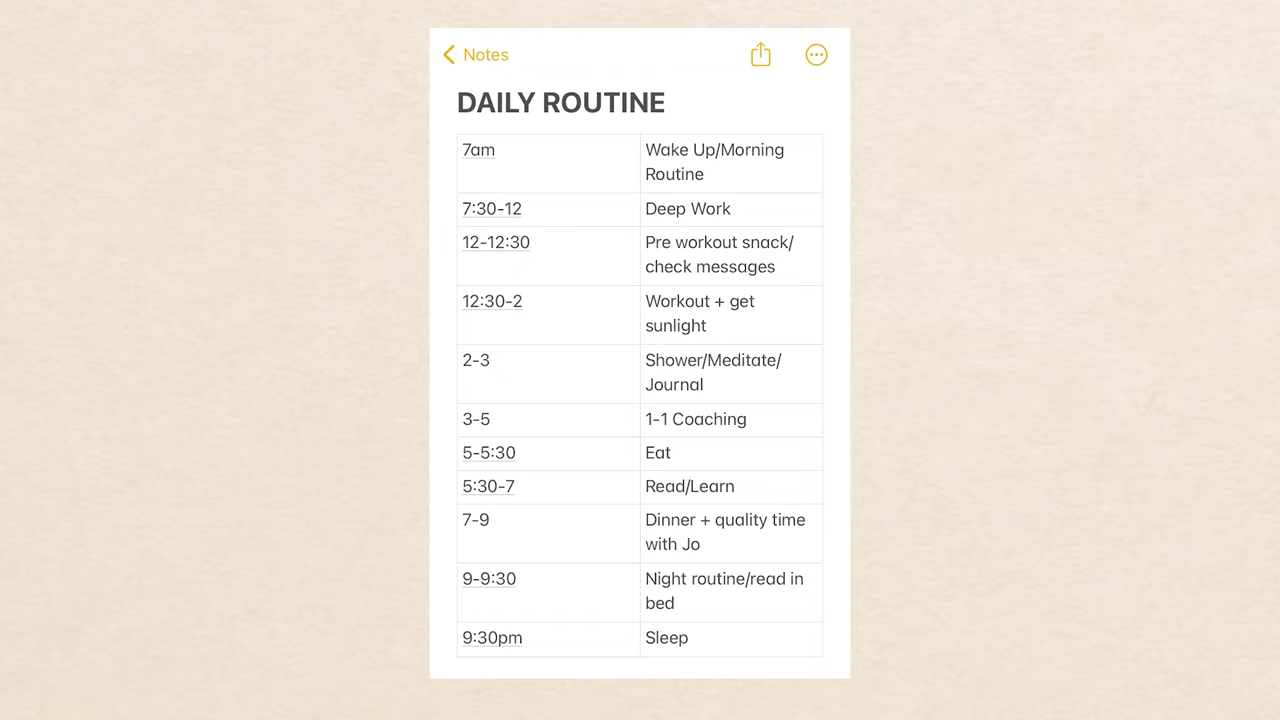 Notes
DAILY ROUTINE
7am
Wake Up/Morning
Routine
7:30-12
Deep Work
12-12:30
Pre workout snack/
check messages
12:30-2
Workout + get
sunlight
2-3
Shower/Meditate/
Journal
3-5
1-1 Coaching
5-5:30
Eat
5:30-7
Read/Learn
7-9
Dinner + quality time
with Jo
9-9:30
Night routine/read in
bed
9:30pm
Sleep